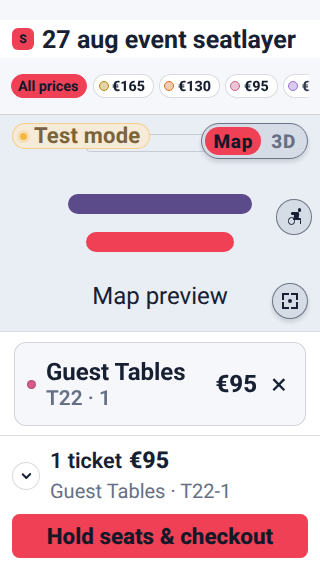 S 27 aug event seatlayer
All prices €165 €130 €95 €
Test mode Map 3D
Map preview
Guest Tables €95 ×
T22 · 1
1 ticket €95
Guest Tables · T22-1
Hold seats & checkout